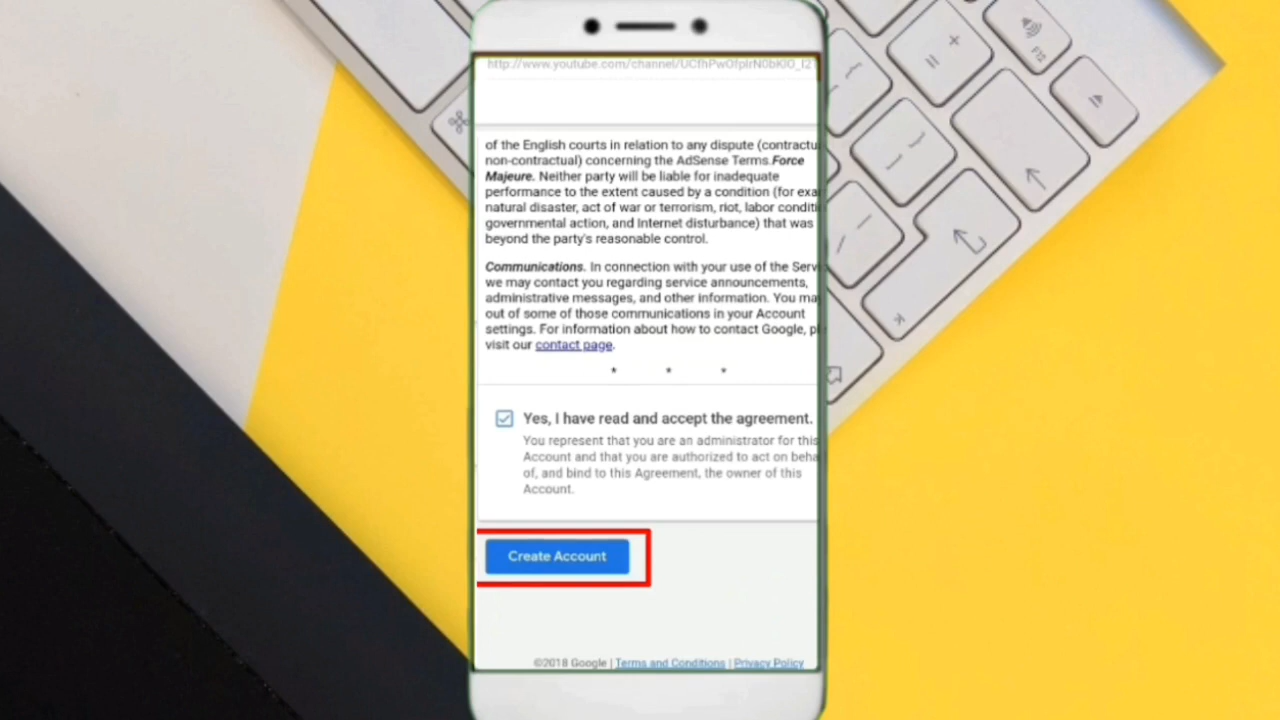 http://www.youtube.com/channel/
of the English courts in relation to any dispute
non-contractual) concerning the AdSense Terms.Force
Majeure. Neither party will be liable for inadequate
performance to the extent caused by a condition (for
natural disaster, act of war or terrorism, riot, labor
governmental action, and Internet disturbance) that was
beyond the party's reasonable control.
Communications. In connection with your use of the
we may contact you regarding service announcements,
administrative messages, and other information. You
out of some of those communications in your Account
settings. For information about how to contact Google,
visit our contact page.
* * *
Yes, I have read and accept the agreement.
You represent that you are an administrator for this
Account and that you are authorized to act on
of, and bind to this Agreement, the owner of this
Account.
Create Account
©2018 Google | Terms and Conditions | Privacy Policy